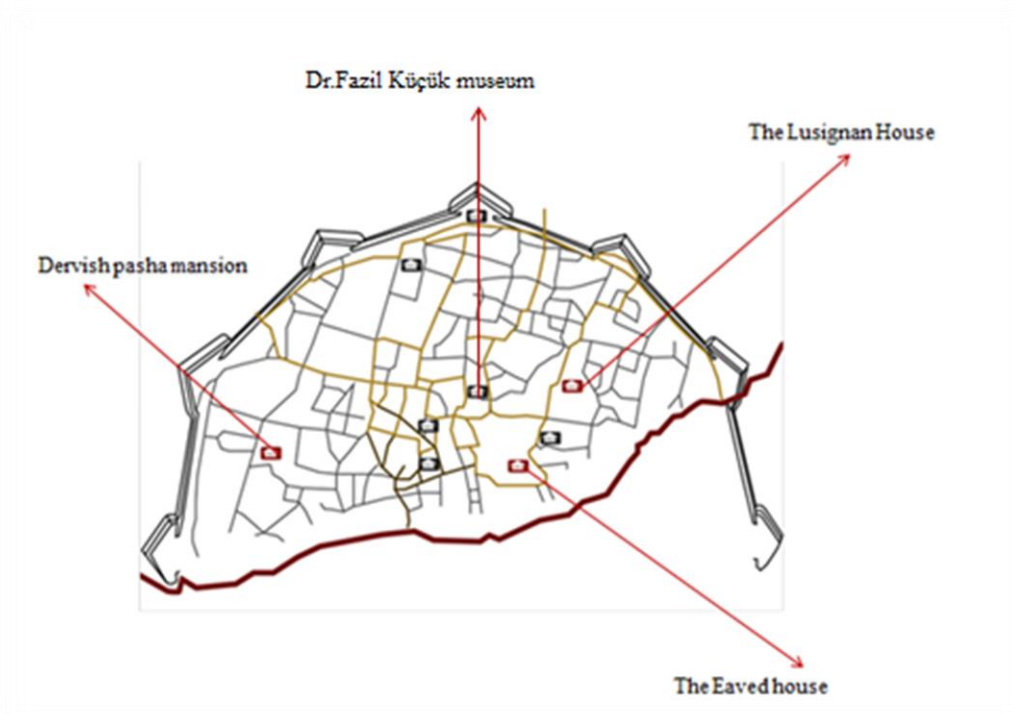 Dr.Fazil Küçük museum
The Lusignan House
Dervish pasha mansion
The Eaved house